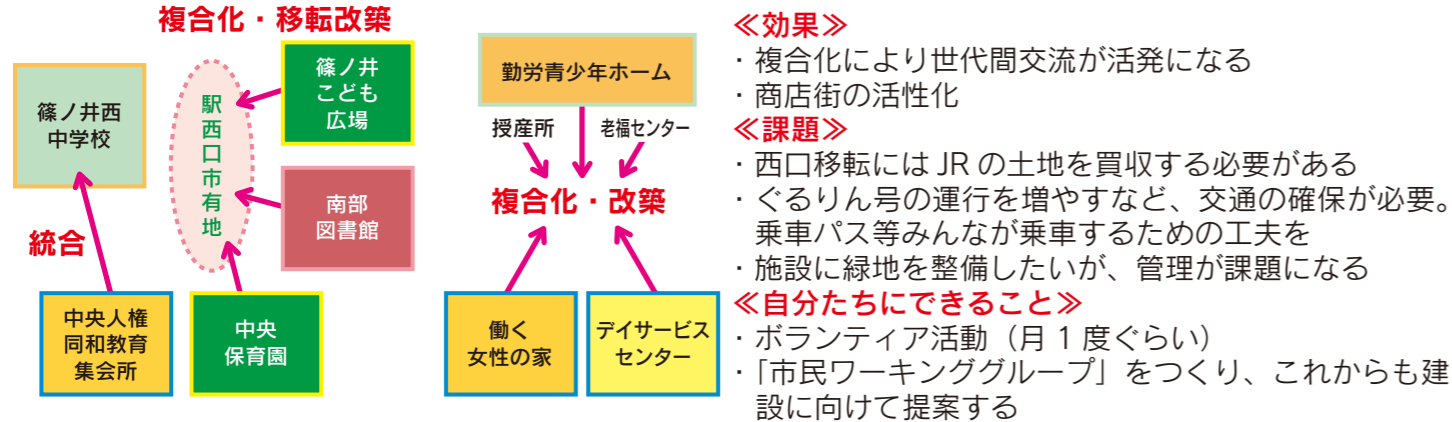 複合化・移転改築
篠ノ井西
中学校
駅西口市有地
篠ノ井
こども
広場
南部
図書館
統合
中央人権
同和教育
集会所
中央
保育園
勤労青少年ホーム
授産所
老福センター
複合化・改築
働く
女性の家
デイサービス
センター
≪効果≫
・複合化により世代間交流が活発になる
・商店街の活性化
≪課題≫
・西口移転には JR の土地を買収する必要がある
・ぐるりん号の運行を増やすなど、交通の確保が必要。
乗車パス等みんなが乗車するための工夫を
・施設に緑地を整備したいが、管理が課題になる
≪自分たちにできること≫
・ボランティア活動（月 1 度ぐらい）
・「市民ワーキンググループ」をつくり、これからも建
設に向けて提案する